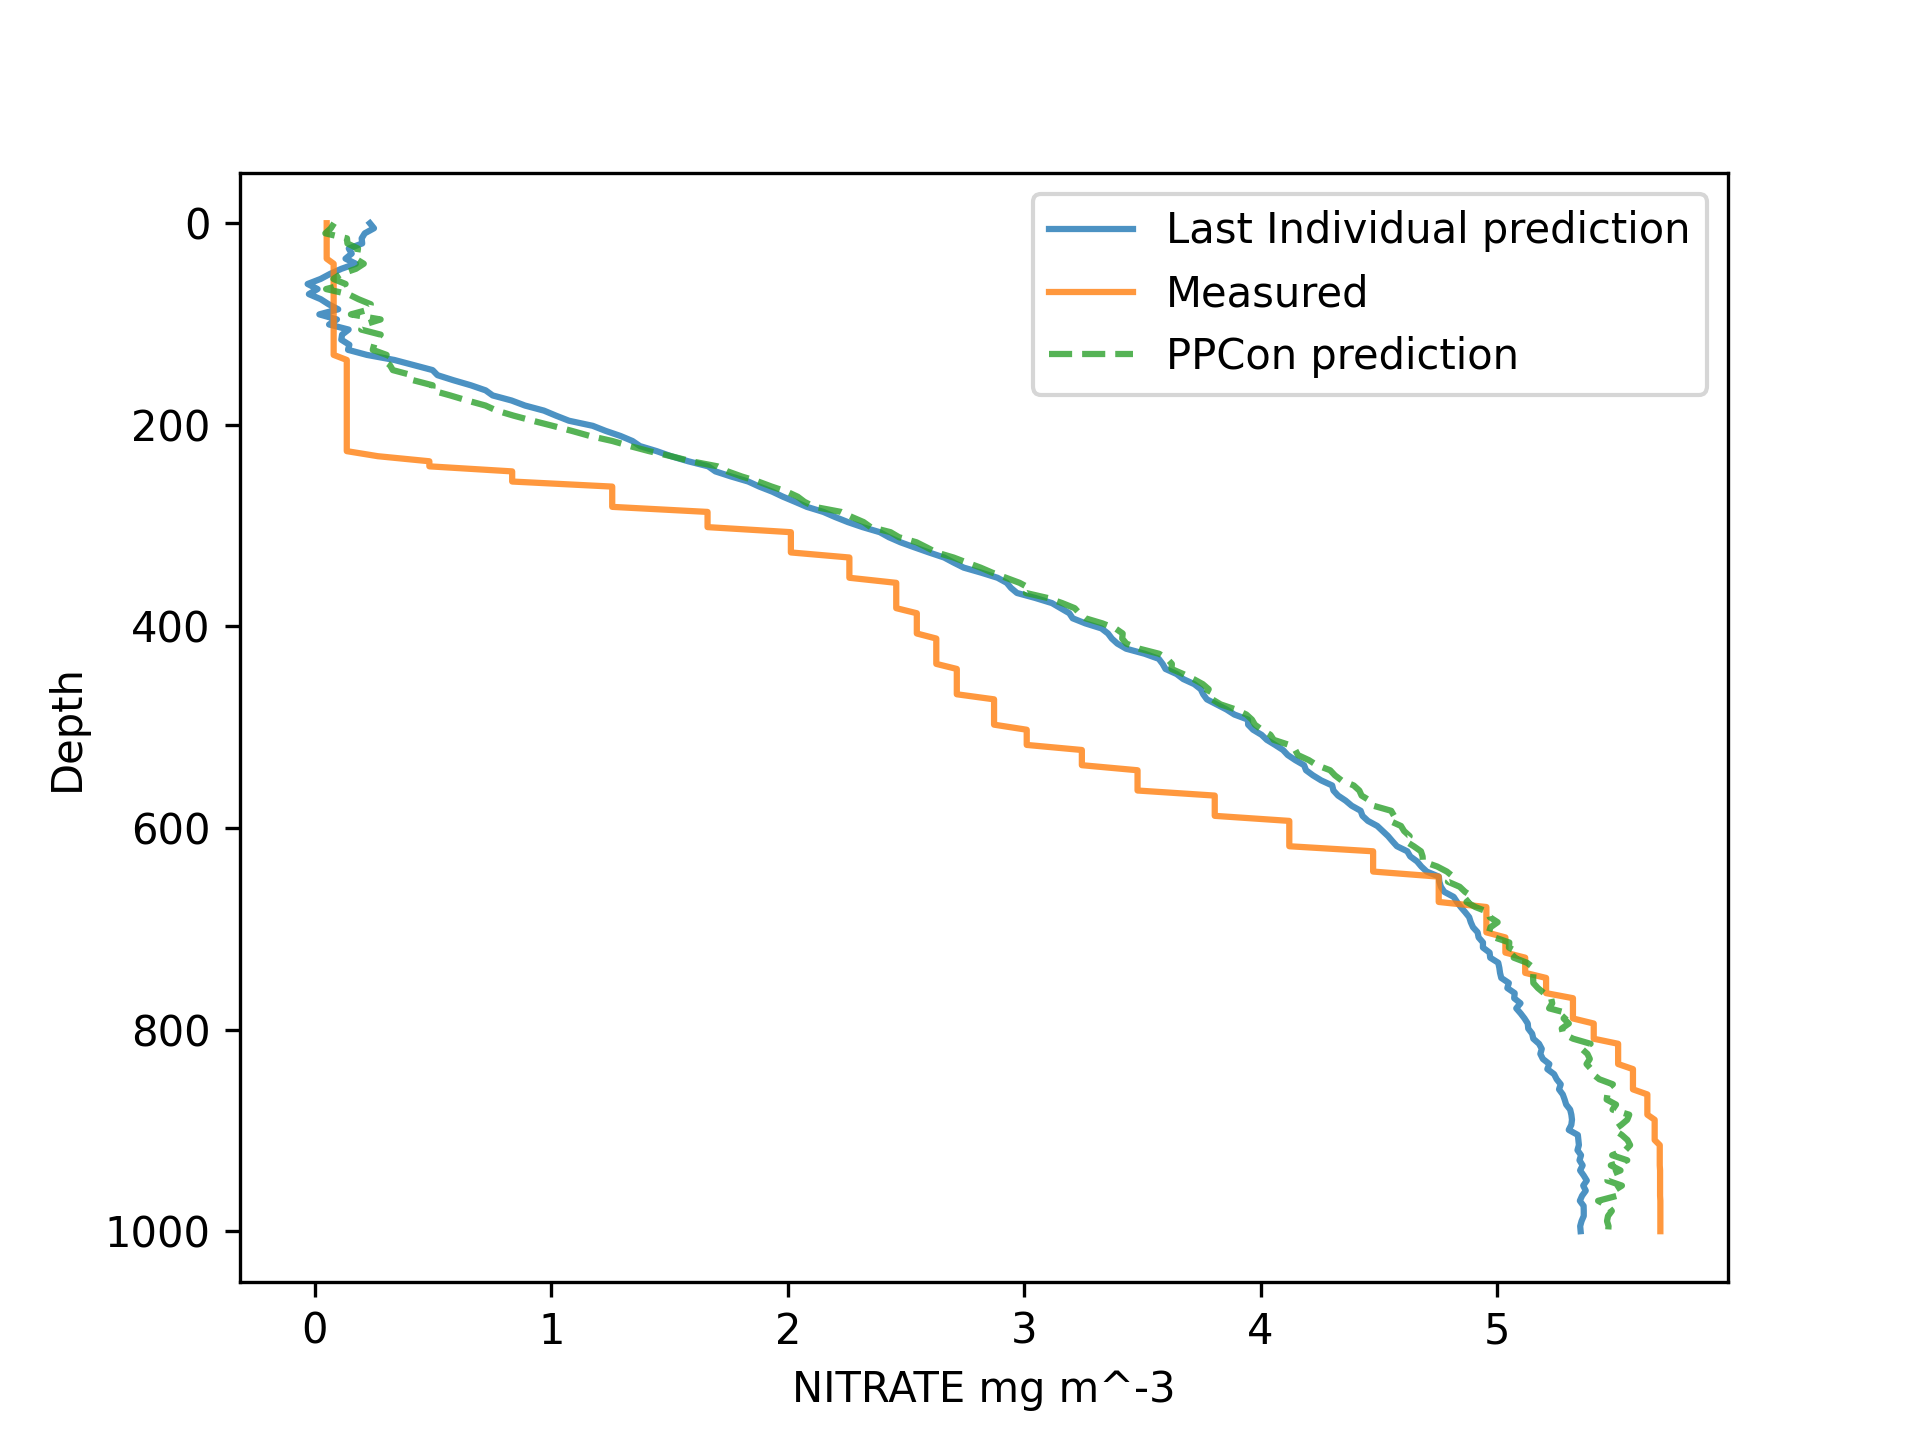 Last Individual prediction
Measured
PPCon prediction
0
200
400
600
800
1000
Depth
0 1 2 3 4 5
NITRATE mg m^-3